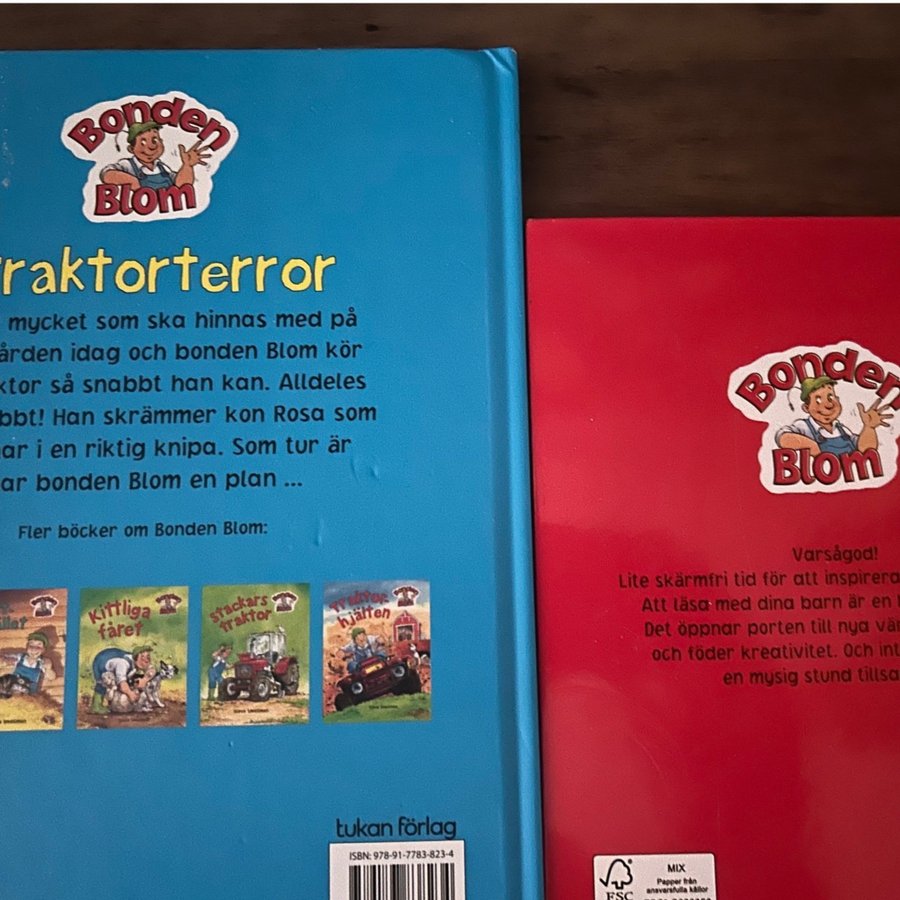 Bonden
Blom
raktorterror
mycket som ska hinnas med på
ården idag och bonden Blom kör
ktor så snabbt han kan. Alldeles
bbt! Han skrämmer kon Rosa som
ar i en riktig knipa. Som tur är
ar bonden Blom en plan ...
Fler böcker om Bonden Blom:
Kittliga
fåret
Stackars
traktor
Traktor-
hjälten
tukan förlag
ISBN: 978-91-7783-823-4
Bonden
Blom
Varsågod!
Lite skärmfri tid för att inspirera
Att läsa med dina barn är en
Det öppnar porten till nya vär
och föder kreativitet. Och int
en mysig stund tillsa
FSC
MIX
Papper från
ansvarsfulla källor